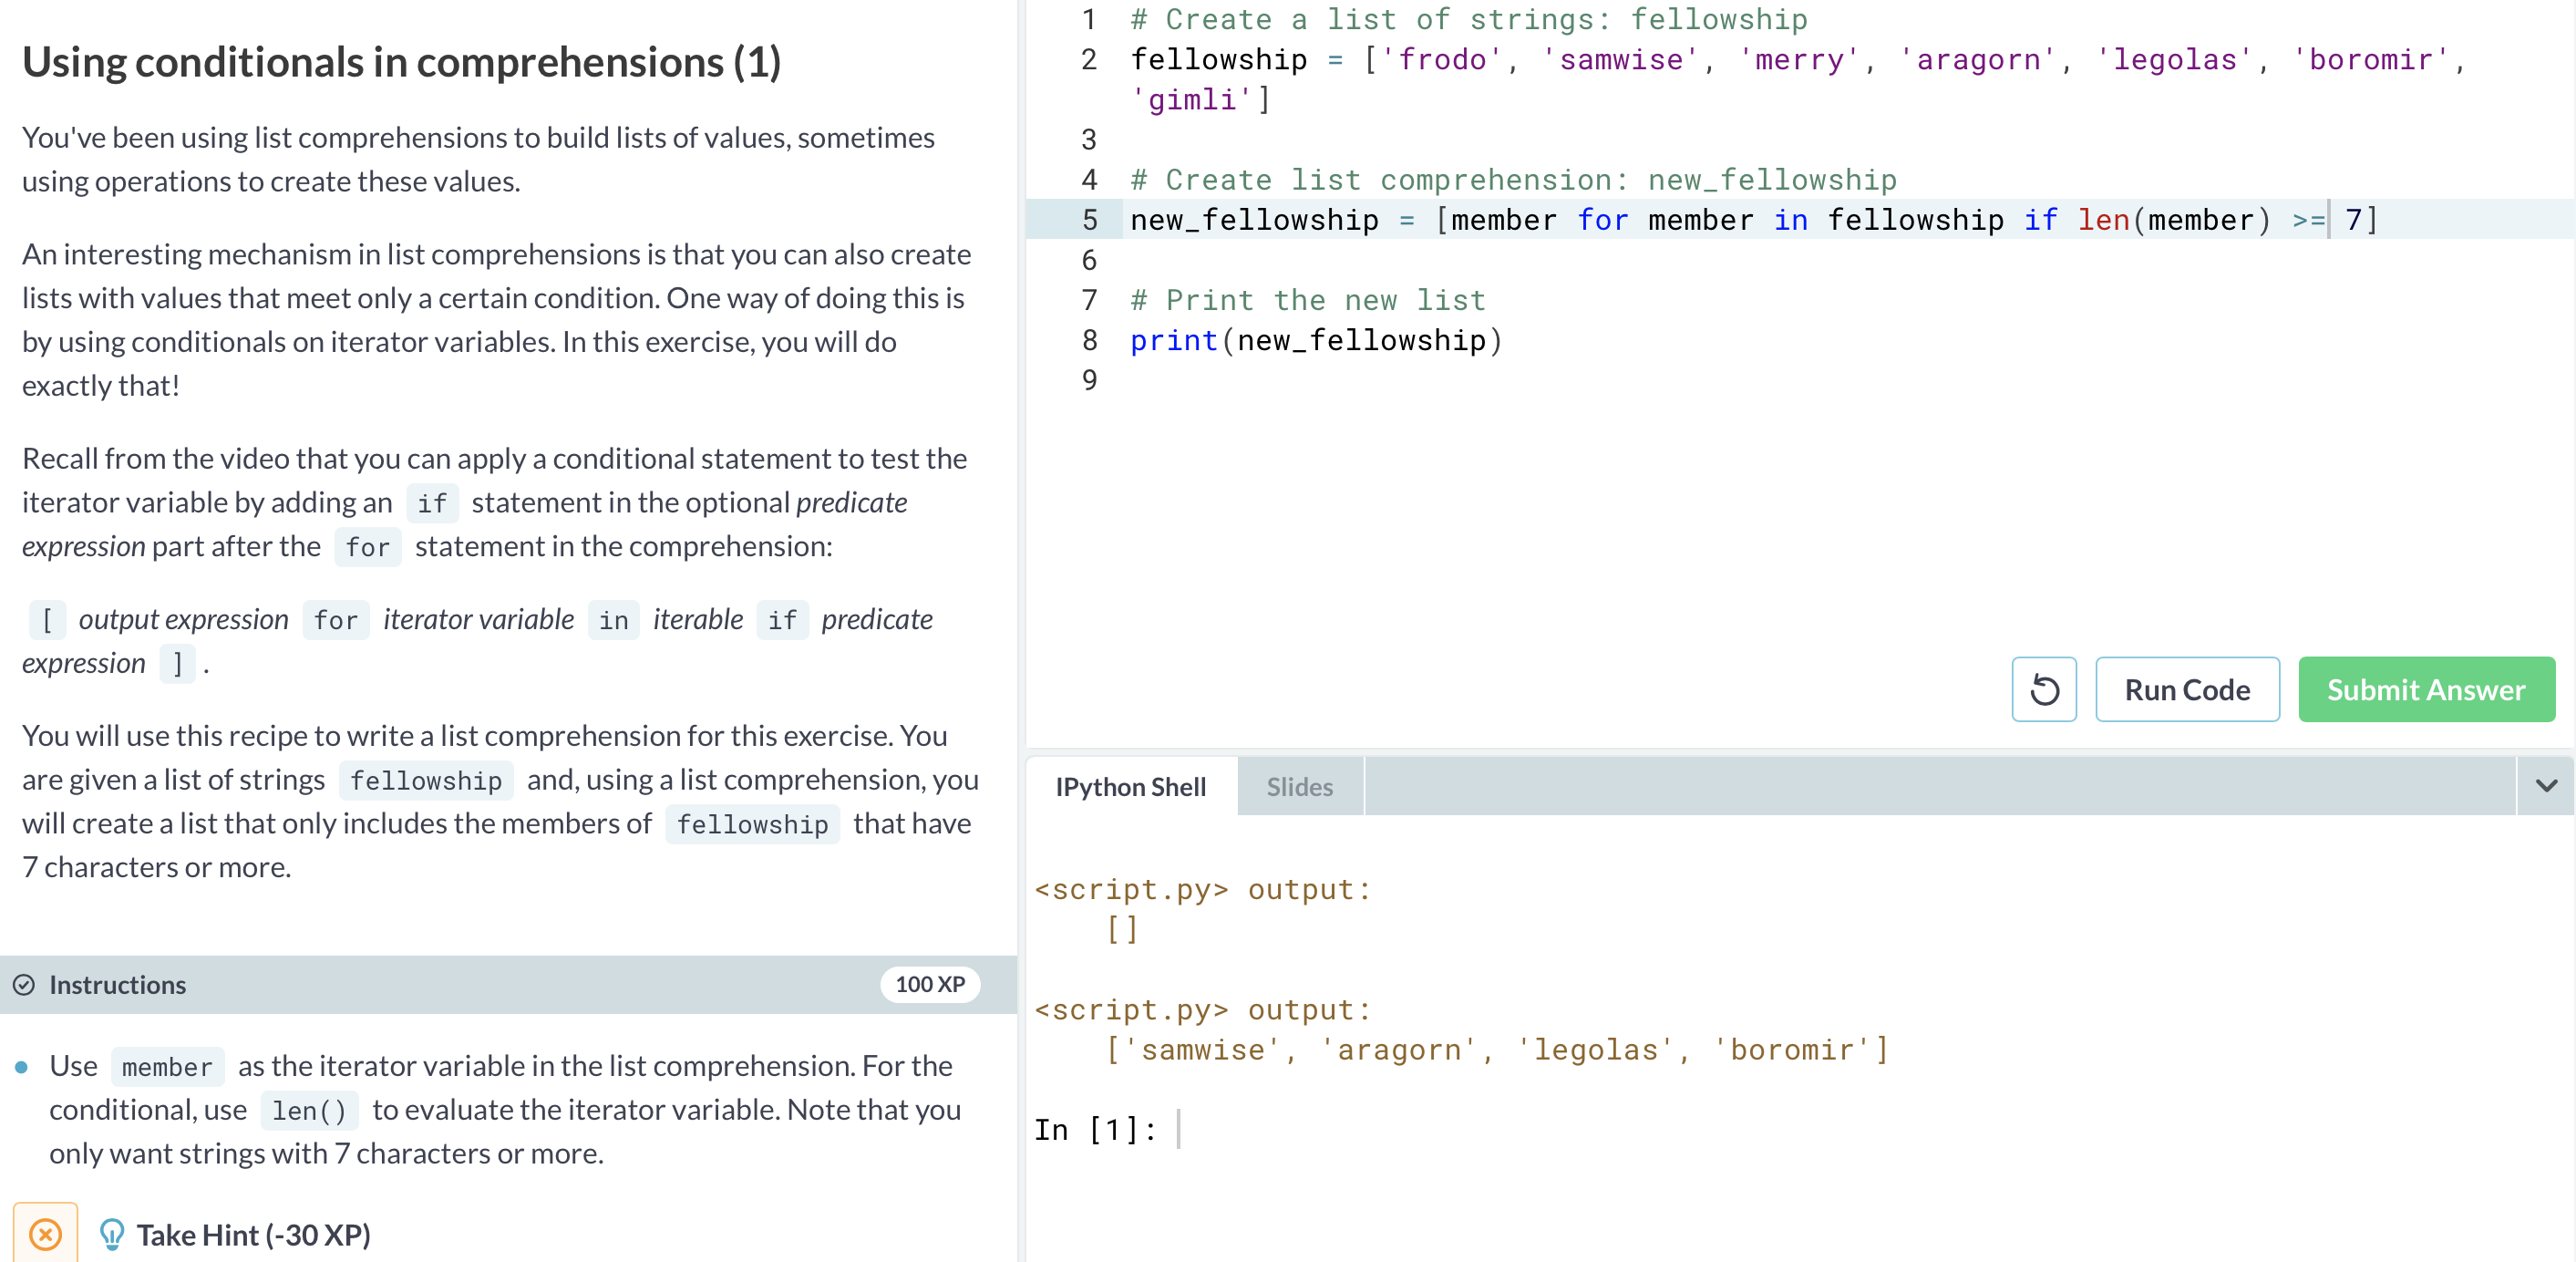 Using conditionals in comprehensions (1)
You've been using list comprehensions to build lists of values, sometimes
using operations to create these values.
An interesting mechanism in list comprehensions is that you can also create
lists with values that meet only a certain condition. One way of doing this is
by using conditionals on iterator variables. In this exercise, you will do
exactly that!
Recall from the video that you can apply a conditional statement to test the
iterator variable by adding an if statement in the optional predicate
expression part after the for statement in the comprehension:
[ output expression for iterator variable in iterable if predicate
expression ] .
You will use this recipe to write a list comprehension for this exercise. You
are given a list of strings fellowship and, using a list comprehension, you
will create a list that only includes the members of fellowship that have
7 characters or more.
Instructions 100 XP
Use member as the iterator variable in the list comprehension. For the
conditional, use len() to evaluate the iterator variable. Note that you
only want strings with 7 characters or more.
Take Hint (-30 XP)
1 # Create a list of strings: fellowship
2 fellowship = ['frodo', 'samwise', 'merry', 'aragorn', 'legolas', 'boromir',
'gimli']
3
4 # Create list comprehension: new_fellowship
5 new_fellowship = [member for member in fellowship if len(member) >= 7]
6
7 # Print the new list
8 print(new_fellowship)
9
Run Code Submit Answer
IPython Shell Slides
<script.py> output:
[]
<script.py> output:
['samwise', 'aragorn', 'legolas', 'boromir']
In [1]: